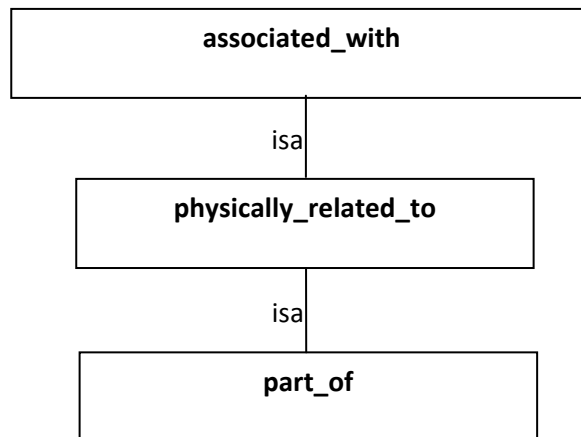 associated_with
isa
physically_related_to
isa
part_of